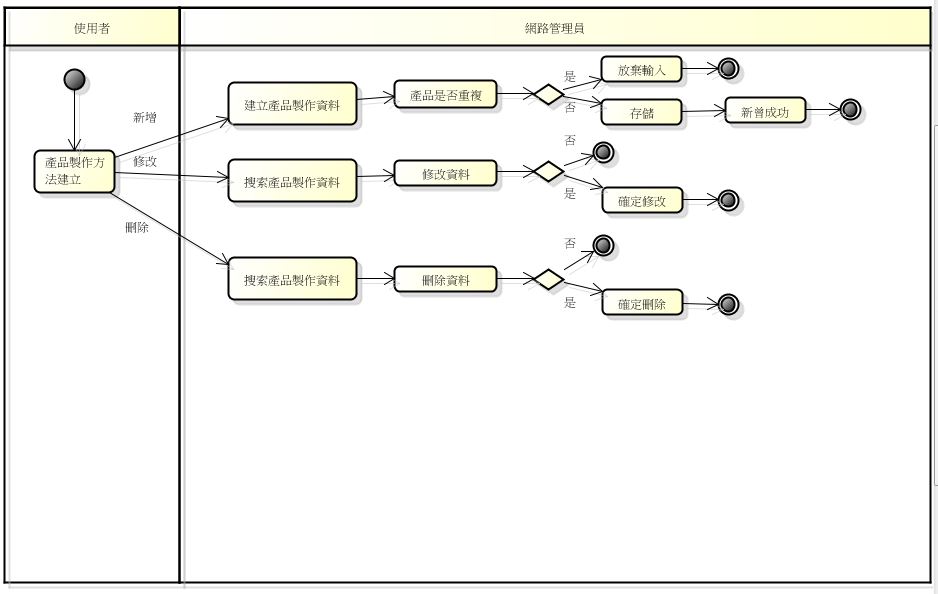 使用者
網路管理員
產品製作方
法建立
新增
修改
刪除
建立產品製作資料
產品是否重複
是
否
放棄輸入
存儲
新曾成功
搜索產品製作資料
修改資料
否
是
確定修改
搜索產品製作資料
刪除資料
否
是
確定刪除